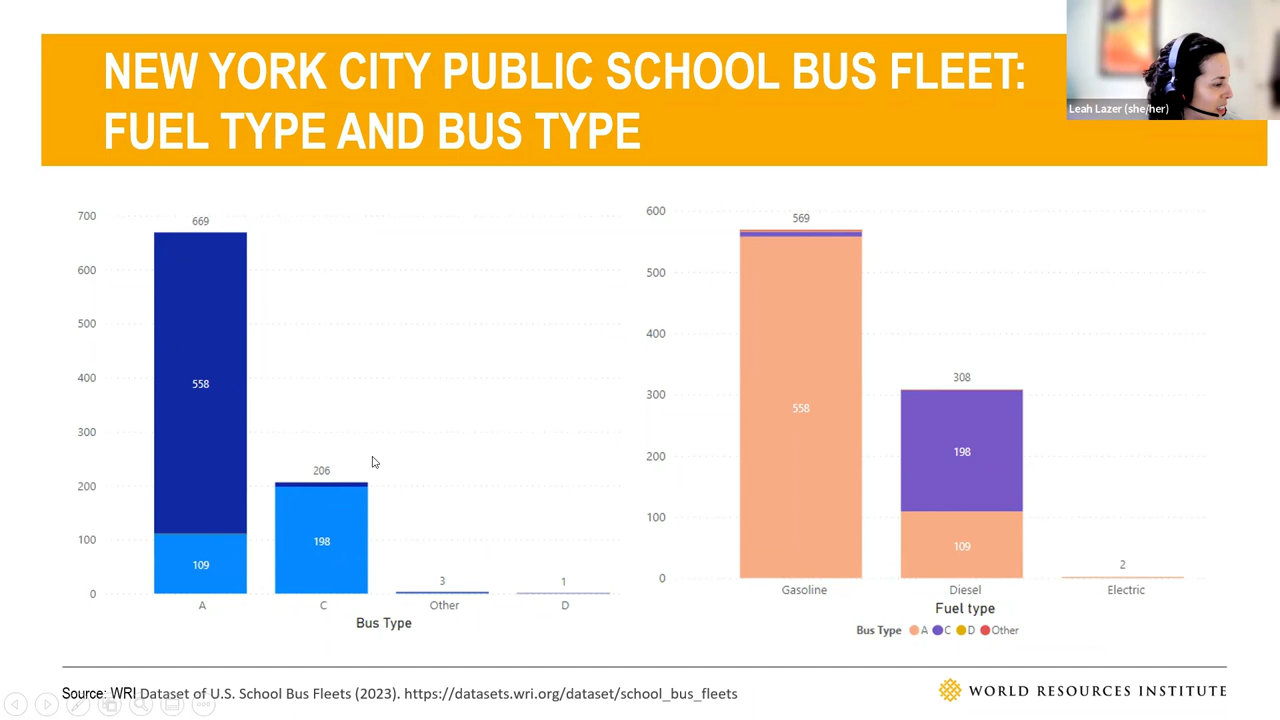 NEW YORK CITY PUBLIC SCHOOL BUS FLEET:
FUEL TYPE AND BUS TYPE
Leah Lazer (she/her)
700
600
500
400
300
200
100
0
669
558
109
206
198
3
1
A
C
Other
D
Bus Type
600
500
400
300
200
100
0
569
558
308
198
109
2
Gasoline
Diesel
Electric
Fuel type
Bus Type A C D Other
Source: WRI Dataset of U.S. School Bus Fleets (2023). https://datasets.wri.org/dataset/school_bus_fleets
WORLD RESOURCES INSTITUTE